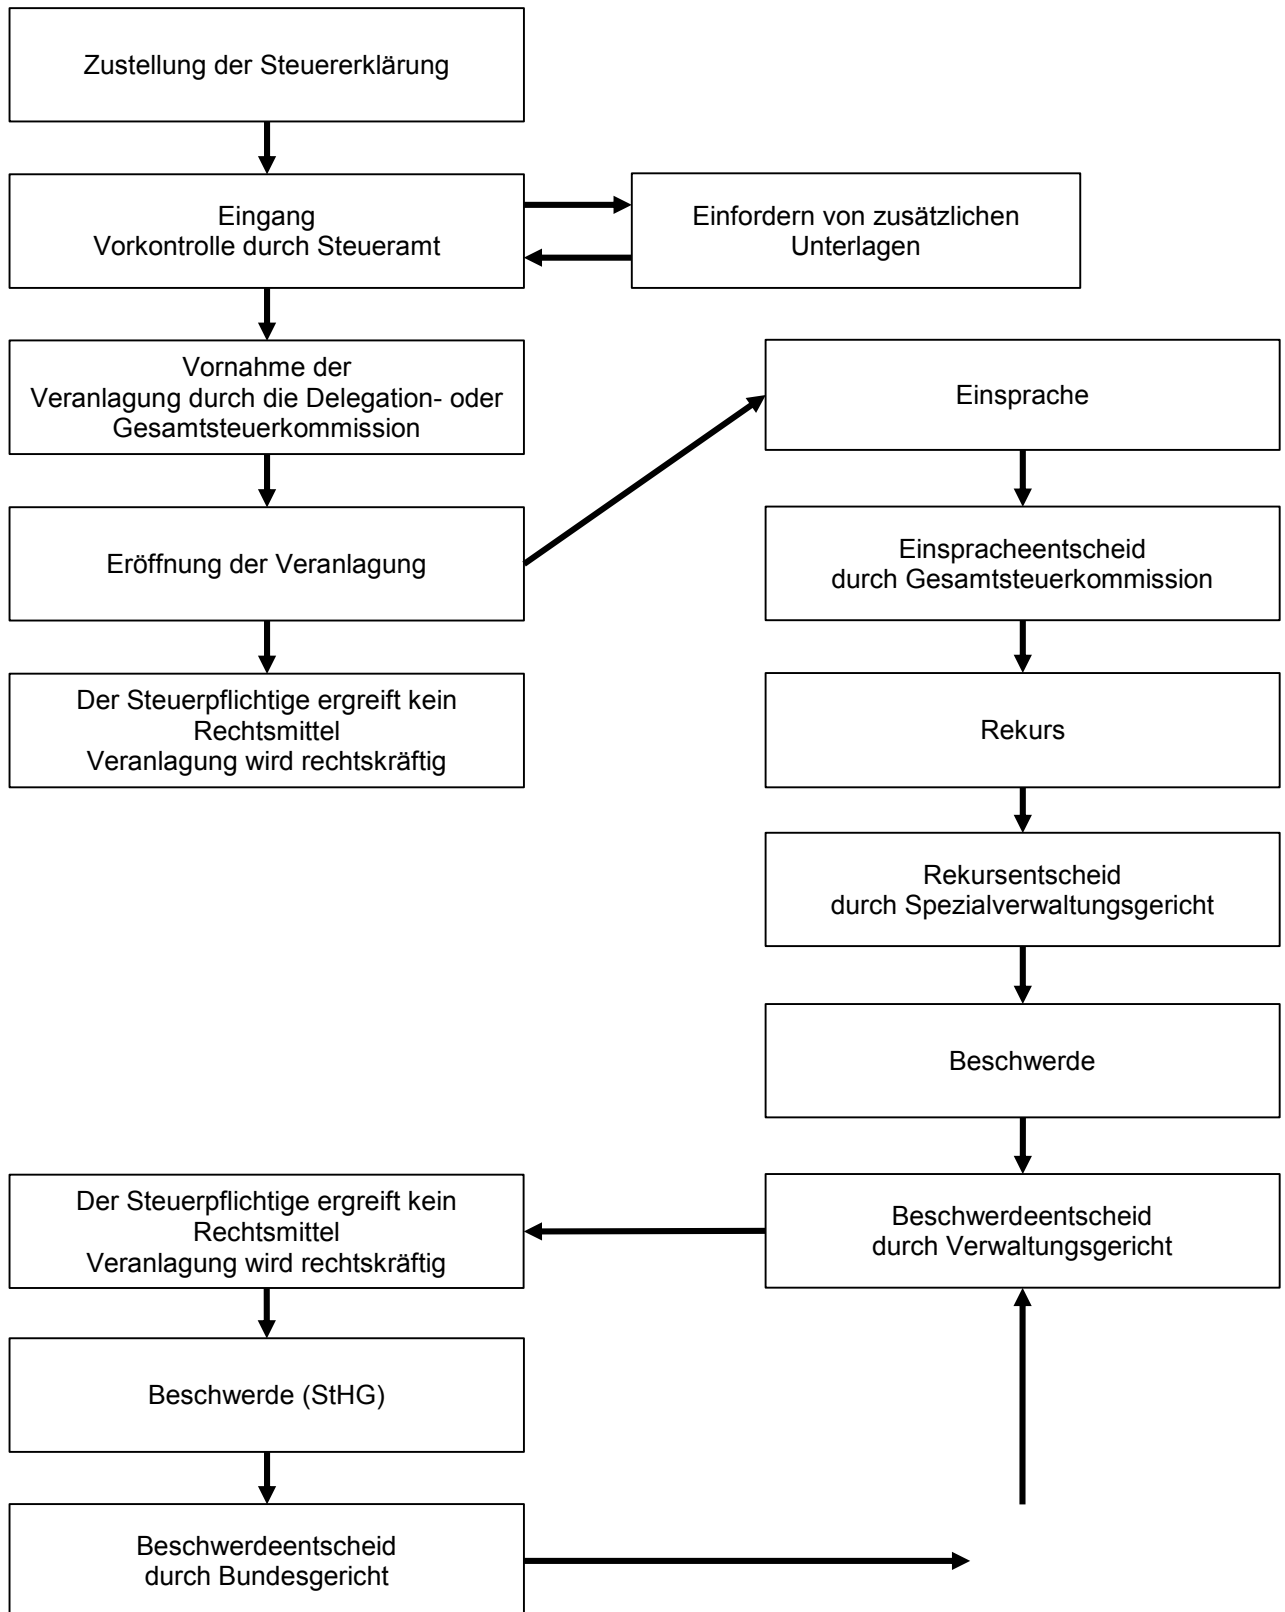 Zustellung der Steuererklärung
Eingang
Vorkontrolle durch Steueramt
Einfordern von zusätzlichen
Unterlagen
Vornahme der
Veranlagung durch die Delegation- oder
Gesamtsteuerkommission
Einsprache
Eröffnung der Veranlagung
Einspracheentscheid
durch Gesamtsteuerkommission
Der Steuerpflichtige ergreift kein
Rechtsmittel
Veranlagung wird rechtskräftig
Rekurs
Rekursentscheid
durch Spezialverwaltungsgericht
Beschwerde
Der Steuerpflichtige ergreift kein
Rechtsmittel
Veranlagung wird rechtskräftig
Beschwerdeentscheid
durch Verwaltungsgericht
Beschwerde (StHG)
Beschwerdeentscheid
durch Bundesgericht